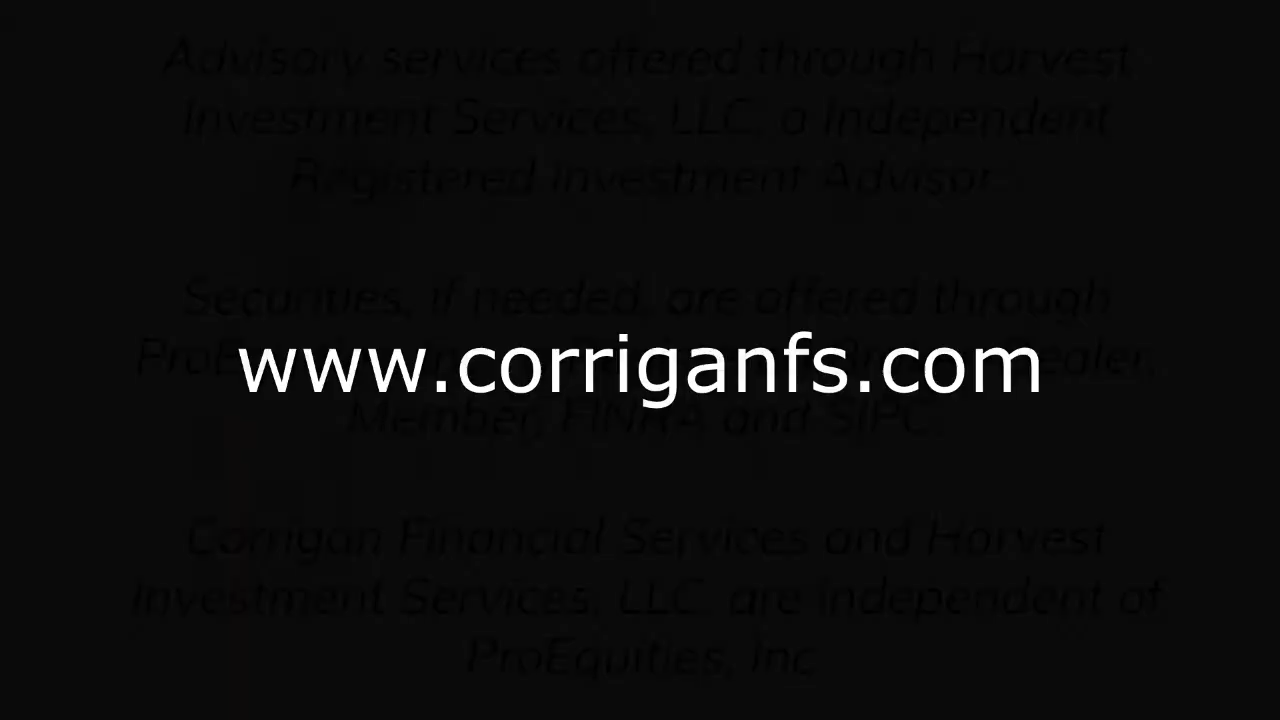 Advisory services offered through Harvest
Investment Services, LLC, a Independent
Registered Investment Advisor.
Securities, if needed, are offered through
www.corriganfs.com
Member, FINRA and SIPC.
Corrigan Financial Services and Harvest
Investment Services, LLC. are independent of
ProEquities, Inc